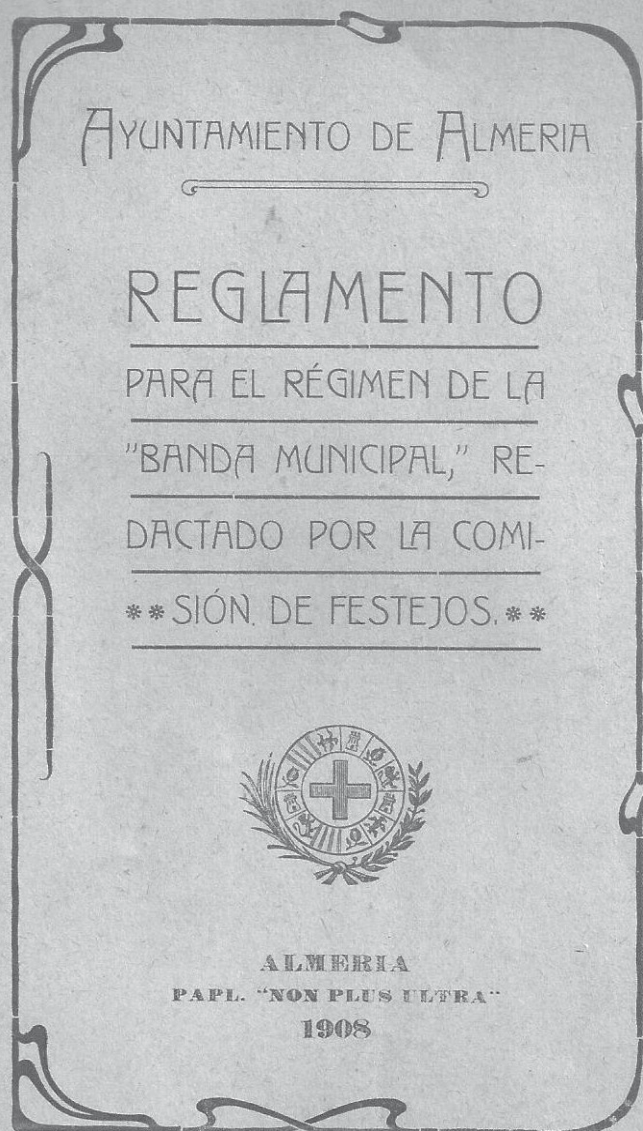 AYUNTAMIENTO DE ALMERIA
REGLAMENTO
PARA EL RÉGIMEN DE LA
"BANDA MUNICIPAL," RE-
DACTADO POR LA COMI-
**SIÓN. DE FESTEJOS.**
ALMERIA
PAPL. "NON PLUS ULTRA"
1908